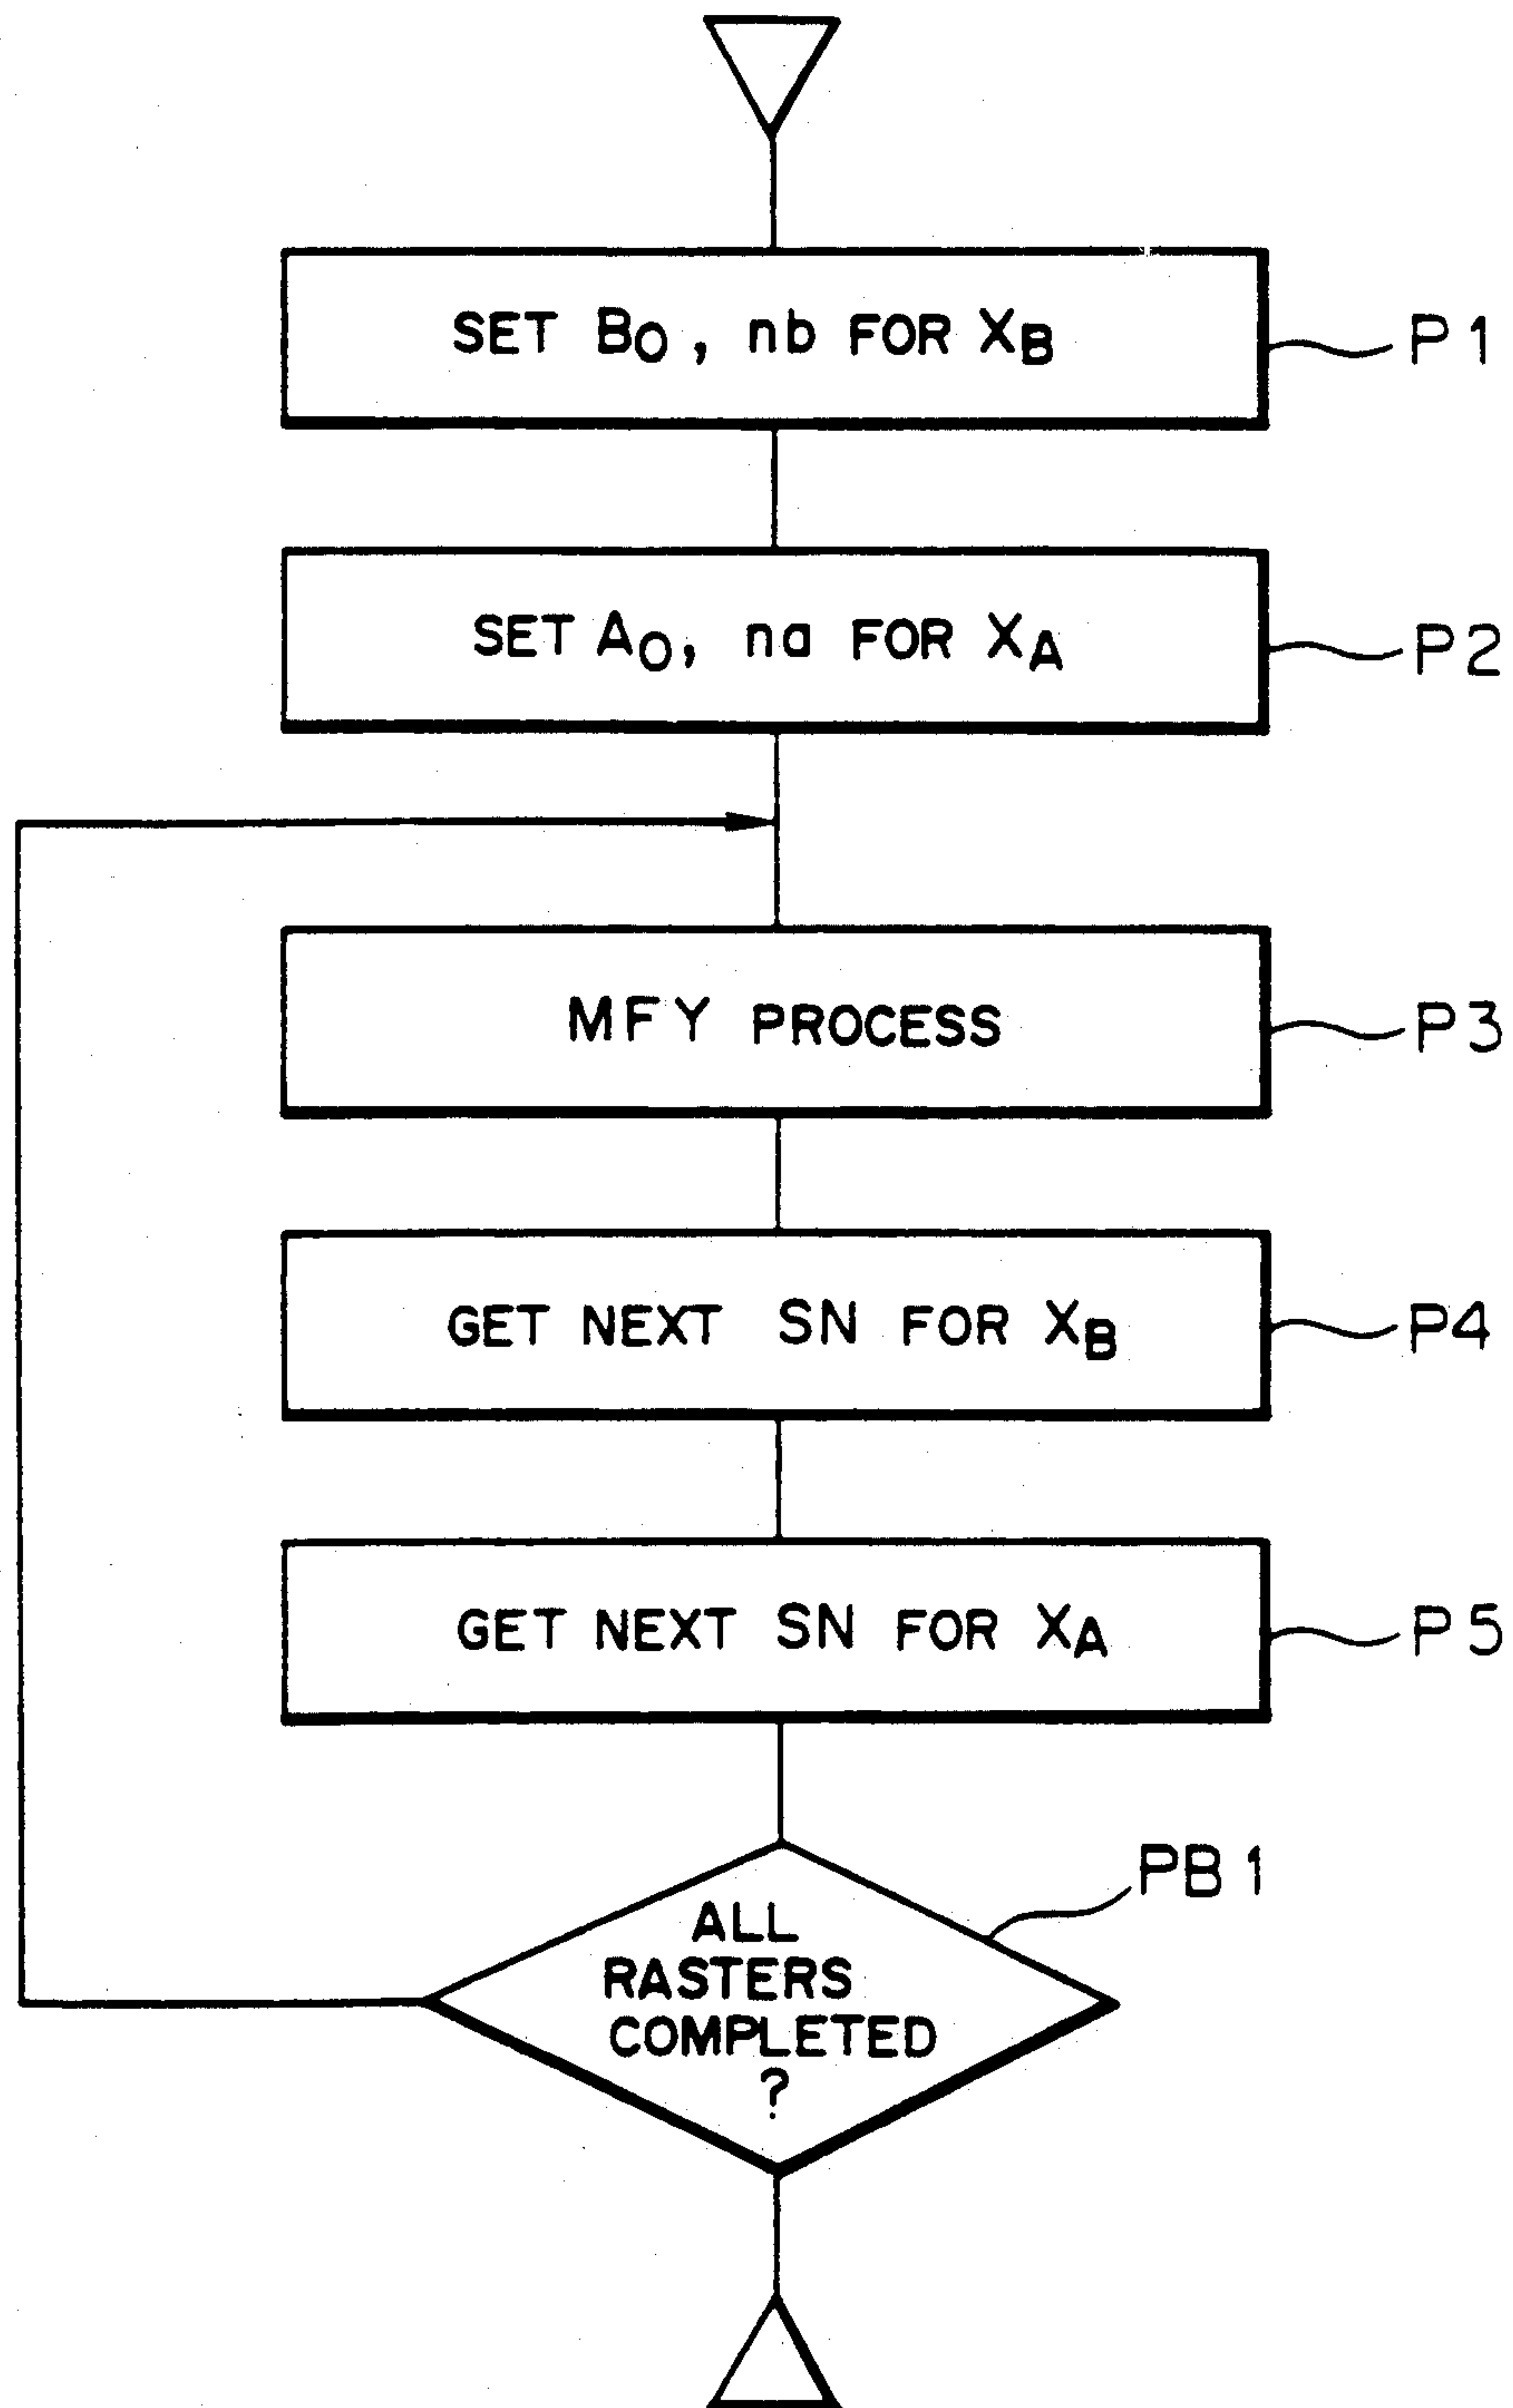 SET B0, nb FOR XB P1
SET A0, na FOR XA P2
MFY PROCESS P3
GET NEXT SN FOR XB P4
GET NEXT SN FOR XA P5
PB1
ALL
RASTERS
COMPLETED
?